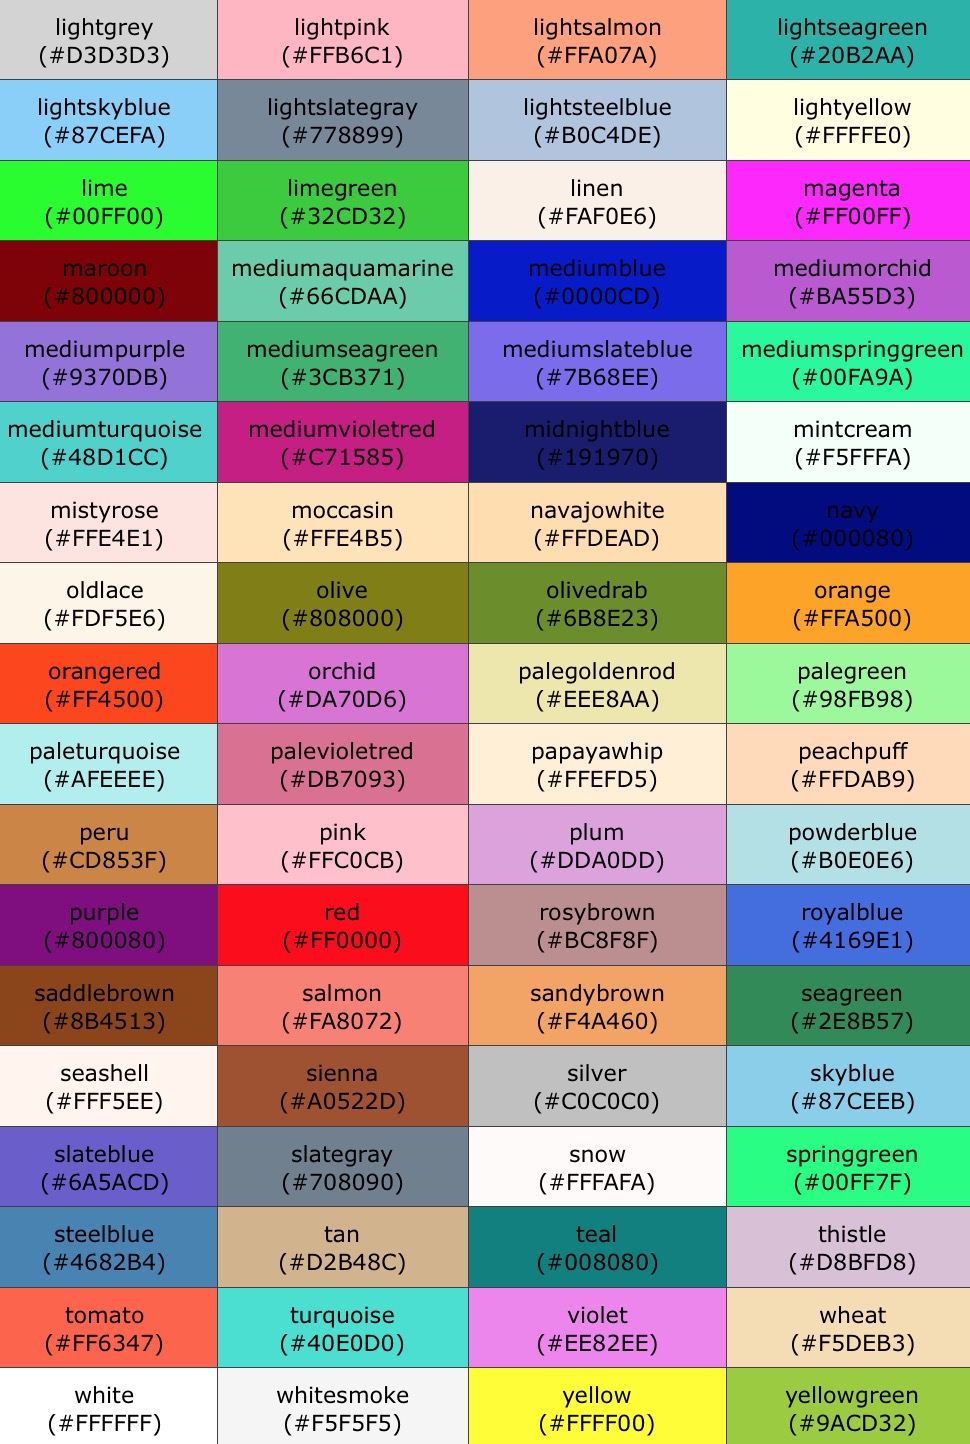 lightgrey
(#D3D3D3)
lightpink
(#FFB6C1)
lightsalmon
(#FFA07A)
lightseagreen
(#20B2AA)
lightskyblue
(#87CEFA)
lightslategray
(#778899)
lightsteelblue
(#B0C4DE)
lightyellow
(#FFFFE0)
lime
(#00FF00)
limegreen
(#32CD32)
linen
(#FAF0E6)
magenta
(#FF00FF)
maroon
(#800000)
mediumaquamarine
(#66CDAA)
mediumblue
(#0000CD)
mediumorchid
(#BA55D3)
mediumpurple
(#9370DB)
mediumseagreen
(#3CB371)
mediumslateblue
(#7B68EE)
mediumspringgreen
(#00FA9A)
mediumturquoise
(#48D1CC)
mediumvioletred
(#C71585)
midnightblue
(#191970)
mintcream
(#F5FFFA)
mistyrose
(#FFE4E1)
moccasin
(#FFE4B5)
navajowhite
(#FFDEAD)
navy
(#000080)
oldlace
(#FDF5E6)
olive
(#808000)
olivedrab
(#6B8E23)
orange
(#FFA500)
orangered
(#FF4500)
orchid
(#DA70D6)
palegoldenrod
(#EEE8AA)
palegreen
(#98FB98)
paleturquoise
(#AFEEEE)
palevioletred
(#DB7093)
papayawhip
(#FFEFD5)
peachpuff
(#FFDAB9)
peru
(#CD853F)
pink
(#FFC0CB)
plum
(#DDA0DD)
powderblue
(#B0E0E6)
purple
(#800080)
red
(#FF0000)
rosybrown
(#BC8F8F)
royalblue
(#4169E1)
saddlebrown
(#8B4513)
salmon
(#FA8072)
sandybrown
(#F4A460)
seagreen
(#2E8B57)
seashell
(#FFF5EE)
sienna
(#A0522D)
silver
(#C0C0C0)
skyblue
(#87CEEB)
slateblue
(#6A5ACD)
slategray
(#708090)
snow
(#FFFAFA)
springgreen
(#00FF7F)
steelblue
(#4682B4)
tan
(#D2B48C)
teal
(#008080)
thistle
(#D8BFD8)
tomato
(#FF6347)
turquoise
(#40E0D0)
violet
(#EE82EE)
wheat
(#F5DEB3)
white
(#FFFFFF)
whitesmoke
(#F5F5F5)
yellow
(#FFFF00)
yellowgreen
(#9ACD32)